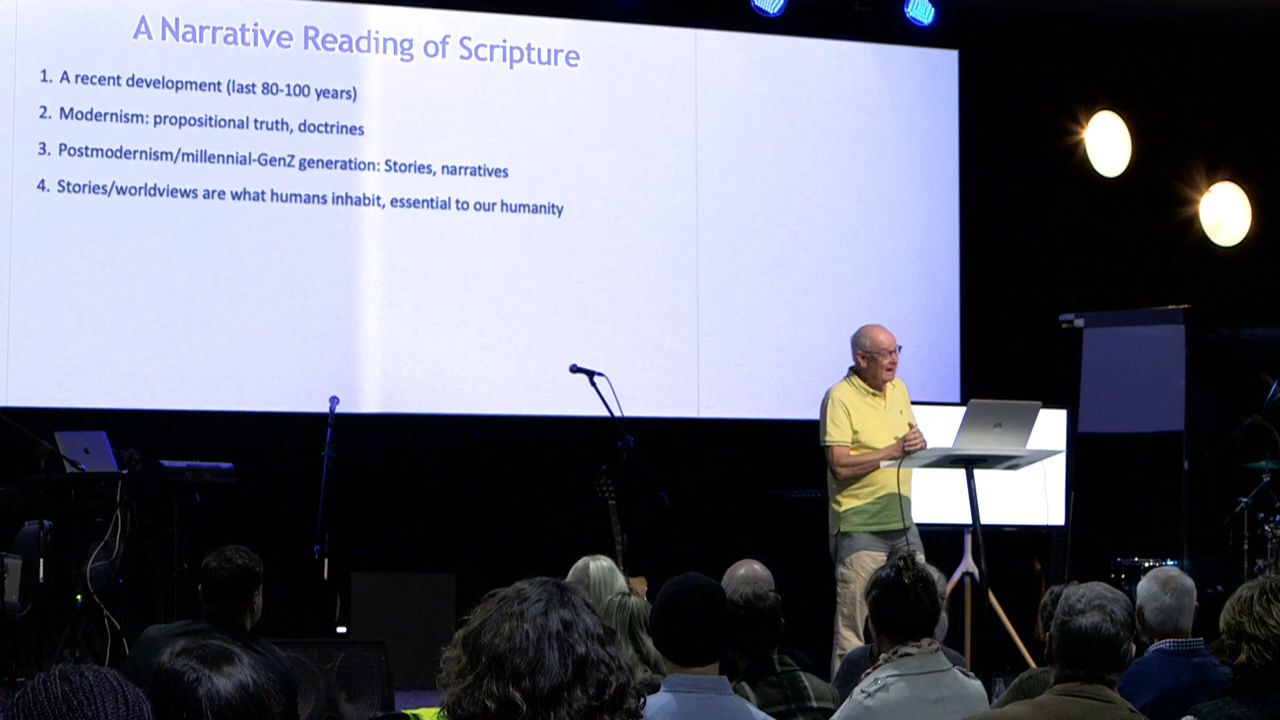 A Narrative Reading of Scripture
1. A recent development (last 80-100 years)
2. Modernism: propositional truth, doctrines
3. Postmodernism/millennial-GenZ generation: Stories, narratives
4. Stories/worldviews are what humans inhabit, essential to our humanity